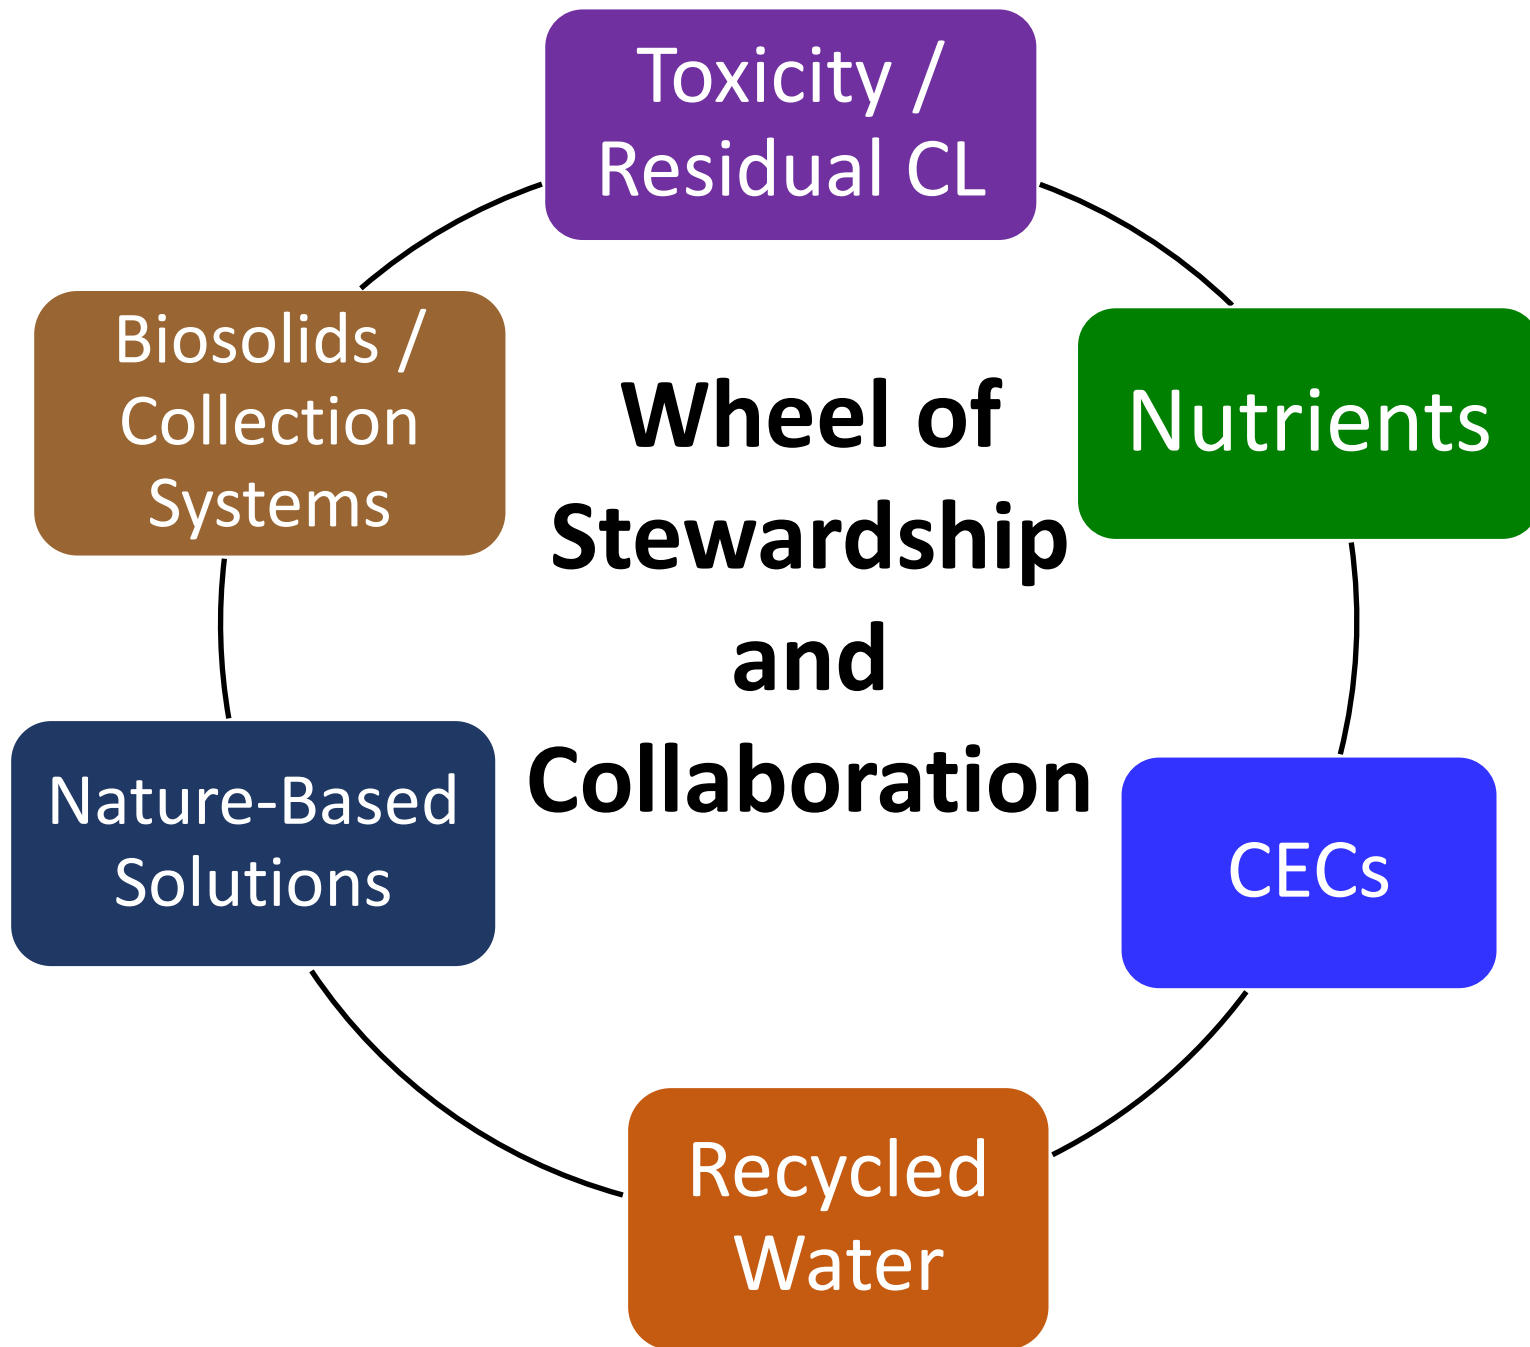 Toxicity /
Residual CL
Nutrients
CECs
Recycled
Water
Nature-Based
Solutions
Biosolids /
Collection
Systems
Wheel of
Stewardship
and
Collaboration